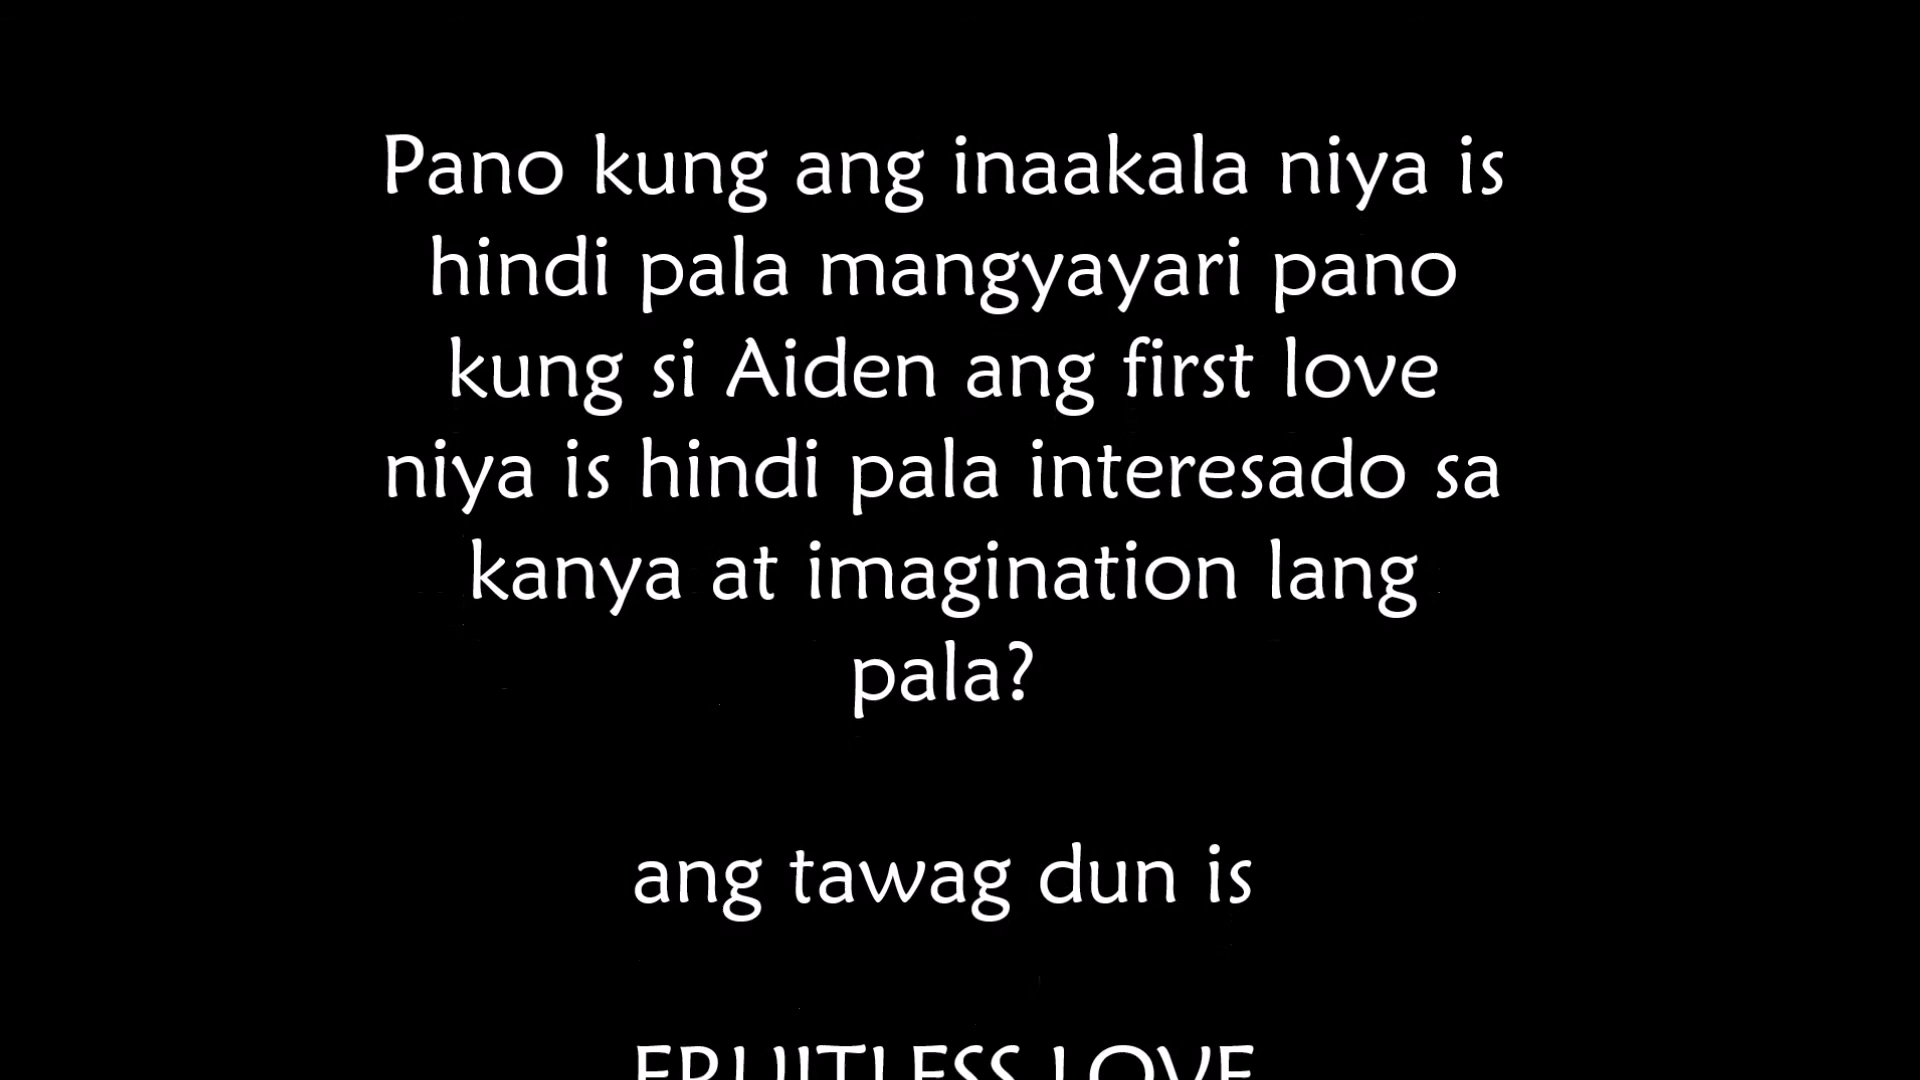 Pano kung ang inaakala niya is
hindi pala mangyayari pano
kung si Aiden ang first love
niya is hindi pala interesado sa
kanya at imagination lang
pala?
ang tawag dun is
FRUITLESS LOVE